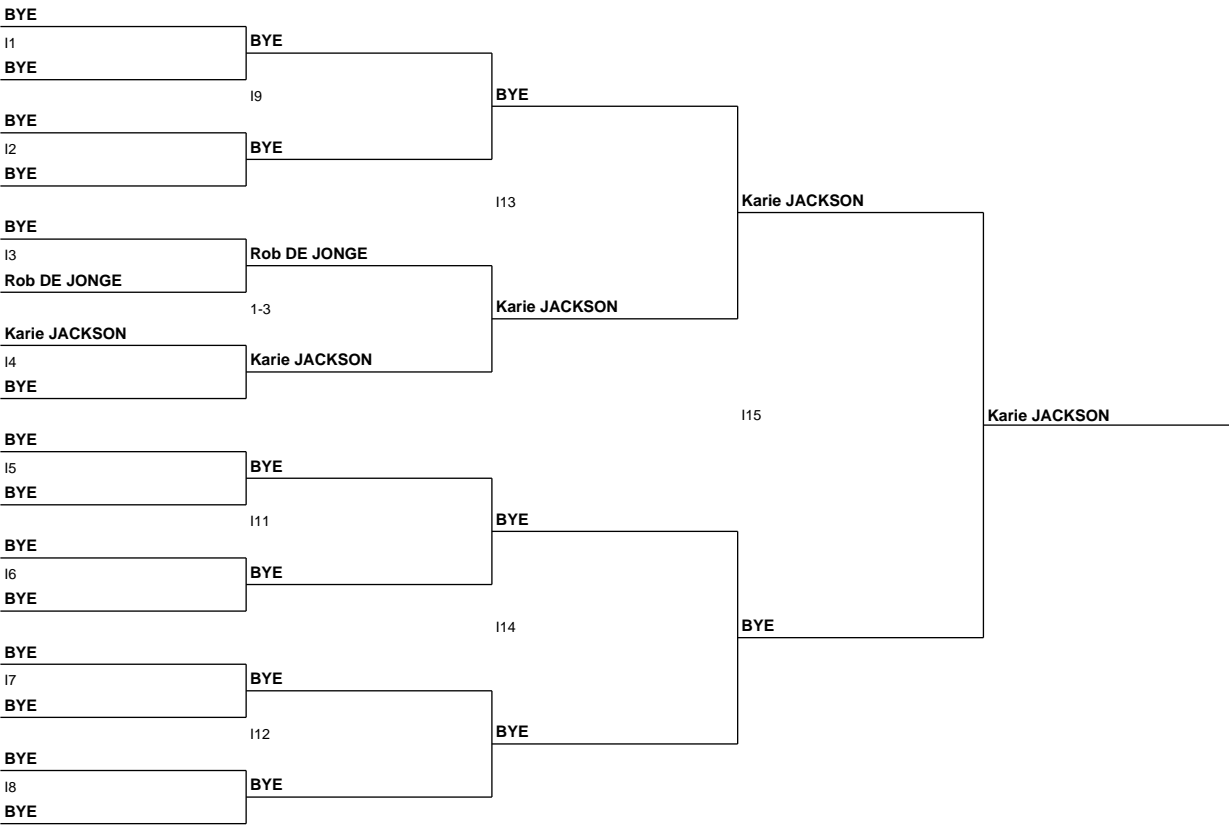 BYE
I1
BYE
BYE
I2
BYE
BYE
I3
Rob DE JONGE
Karie JACKSON
I4
BYE
BYE
I5
BYE
BYE
I6
BYE
BYE
I7
BYE
BYE
I8
BYE
BYE
I9
BYE
Rob DE JONGE
1-3
Karie JACKSON
BYE
I11
BYE
BYE
I12
BYE
BYE
I13
Karie JACKSON
BYE
I14
BYE
Karie JACKSON
I15
BYE
Karie JACKSON